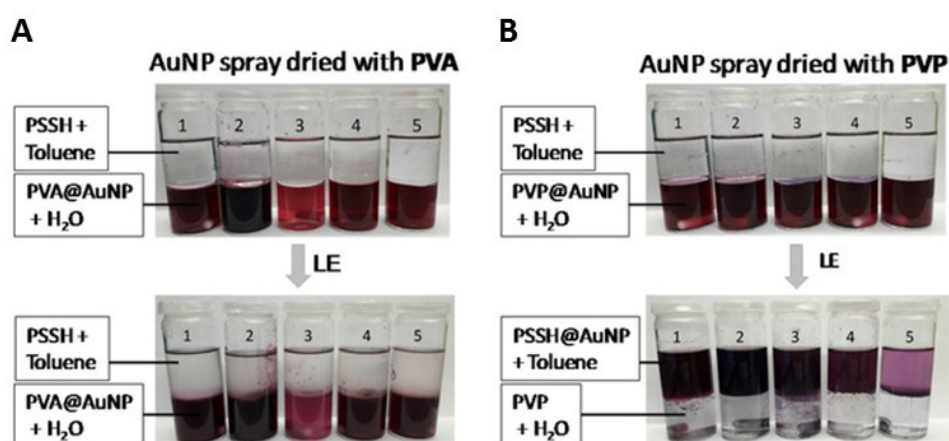 A
AuNP spray dried with PVA
PSSH +
Toluene
PVA@AuNP
+ H₂O
1 2 3 4 5
LE
PSSH +
Toluene
PVA@AuNP
+ H₂O
1 2 3 4 5
B
AuNP spray dried with PVP
PSSH +
Toluene
PVP@AuNP
+ H₂O
1 2 3 4 5
LE
PSSH@AuNP
+ Toluene
PVP
+ H₂O
1 2 3 4 5